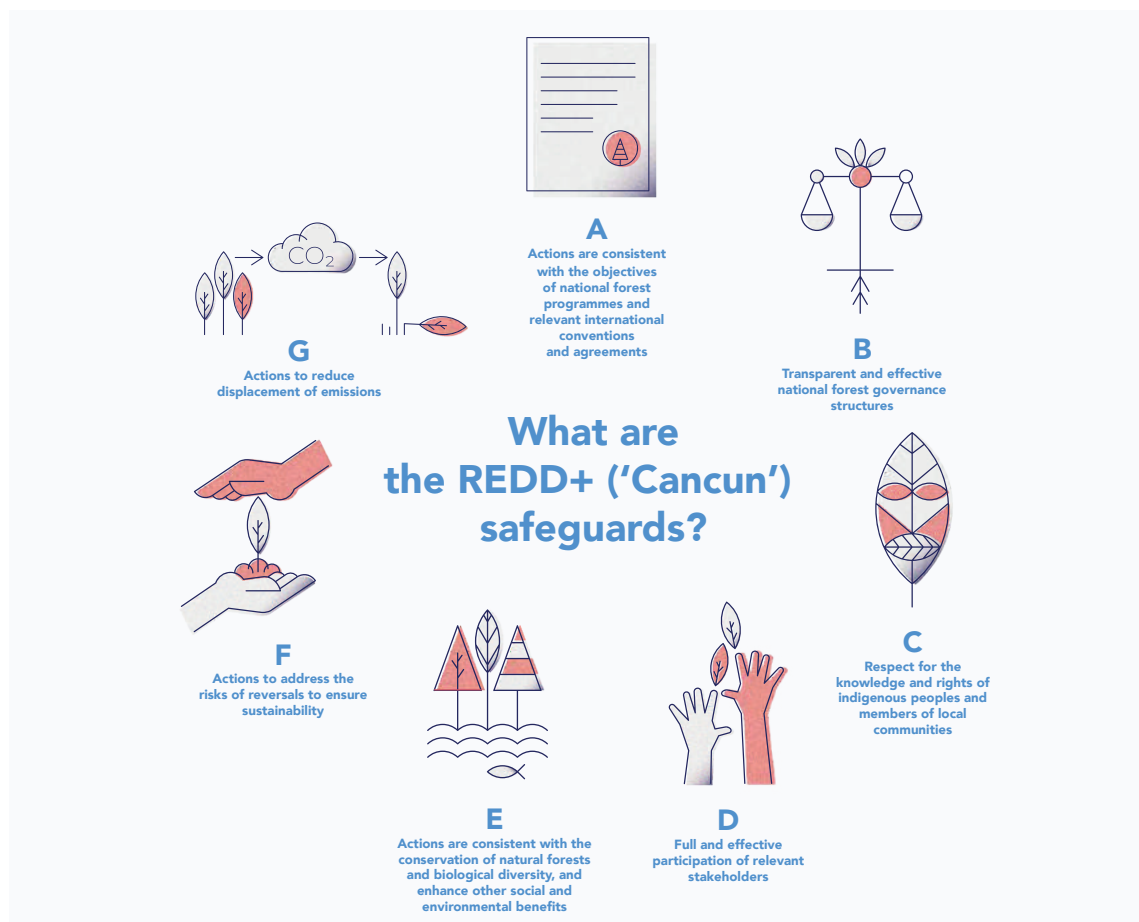 What are
the REDD+ (‘Cancun’)
safeguards?
A
Actions are consistent
with the objectives
of national forest
programmes and
relevant international
conventions
and agreements
B
Transparent and effective
national forest governance
structures
C
Respect for the
knowledge and rights of
indigenous peoples and
members of local
communities
D
Full and effective
participation of relevant
stakeholders
E
Actions are consistent with the
conservation of natural forests
and biological diversity, and
enhance other social and
environmental benefits
F
Actions to address the
risks of reversals to ensure
sustainability
CO₂
G
Actions to reduce
displacement of emissions